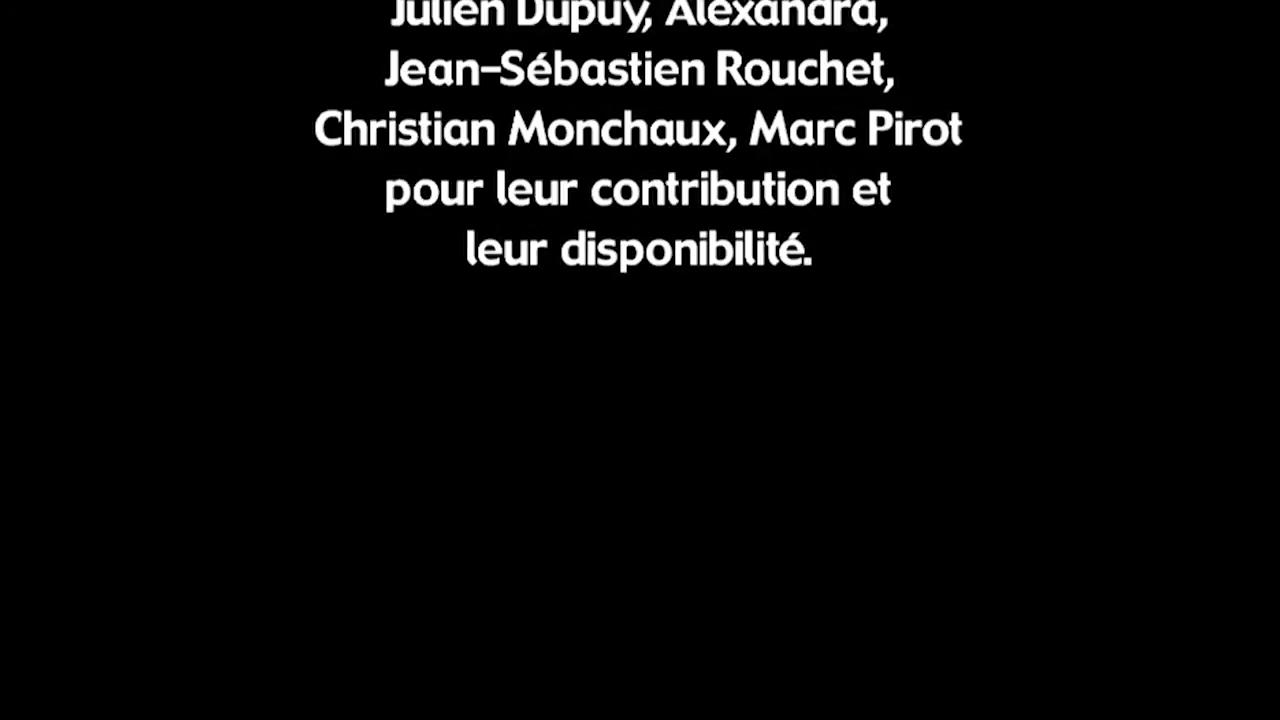 Julien Dupuy, Alexandra,
Jean-Sébastien Rouchet,
Christian Monchaux, Marc Pirot
pour leur contribution et
leur disponibilité.